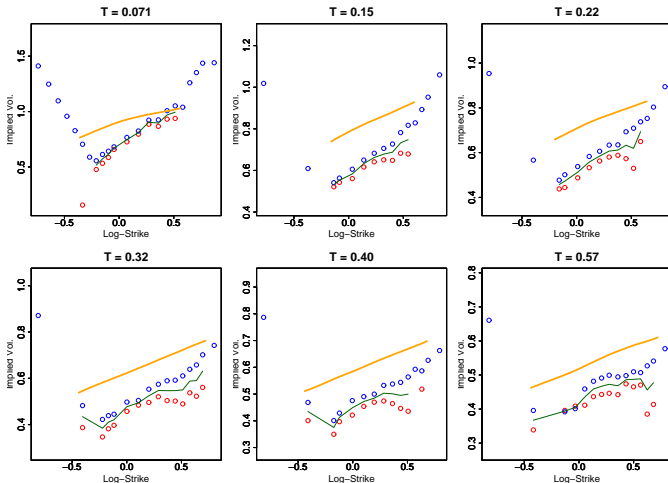 T = 0.071
T = 0.15
T = 0.22
Implied Vol.
0.5
1.0
1.5
−0.5
0.0
0.5
Log−Strike
Implied Vol.
0.4
0.6
0.8
1.0
1.2
−0.5
0.0
0.5
Log−Strike
Implied Vol.
0.4
0.6
0.8
1.0
−0.5
0.0
0.5
Log−Strike
T = 0.32
T = 0.40
T = 0.57
Implied Vol.
0.4
0.6
0.8
1.0
−0.5
0.0
0.5
Log−Strike
Implied Vol.
0.3
0.4
0.5
0.6
0.7
0.8
0.9
−0.5
0.0
0.5
Log−Strike
Implied Vol.
0.3
0.4
0.5
0.6
0.7
0.8
−0.5
0.0
0.5
Log−Strike